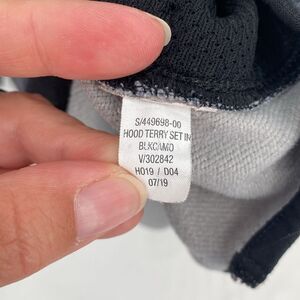 S/449698-00
HOOD TERRY SET IN
BLKCAMO
V/302842
H019 / D04
07/19